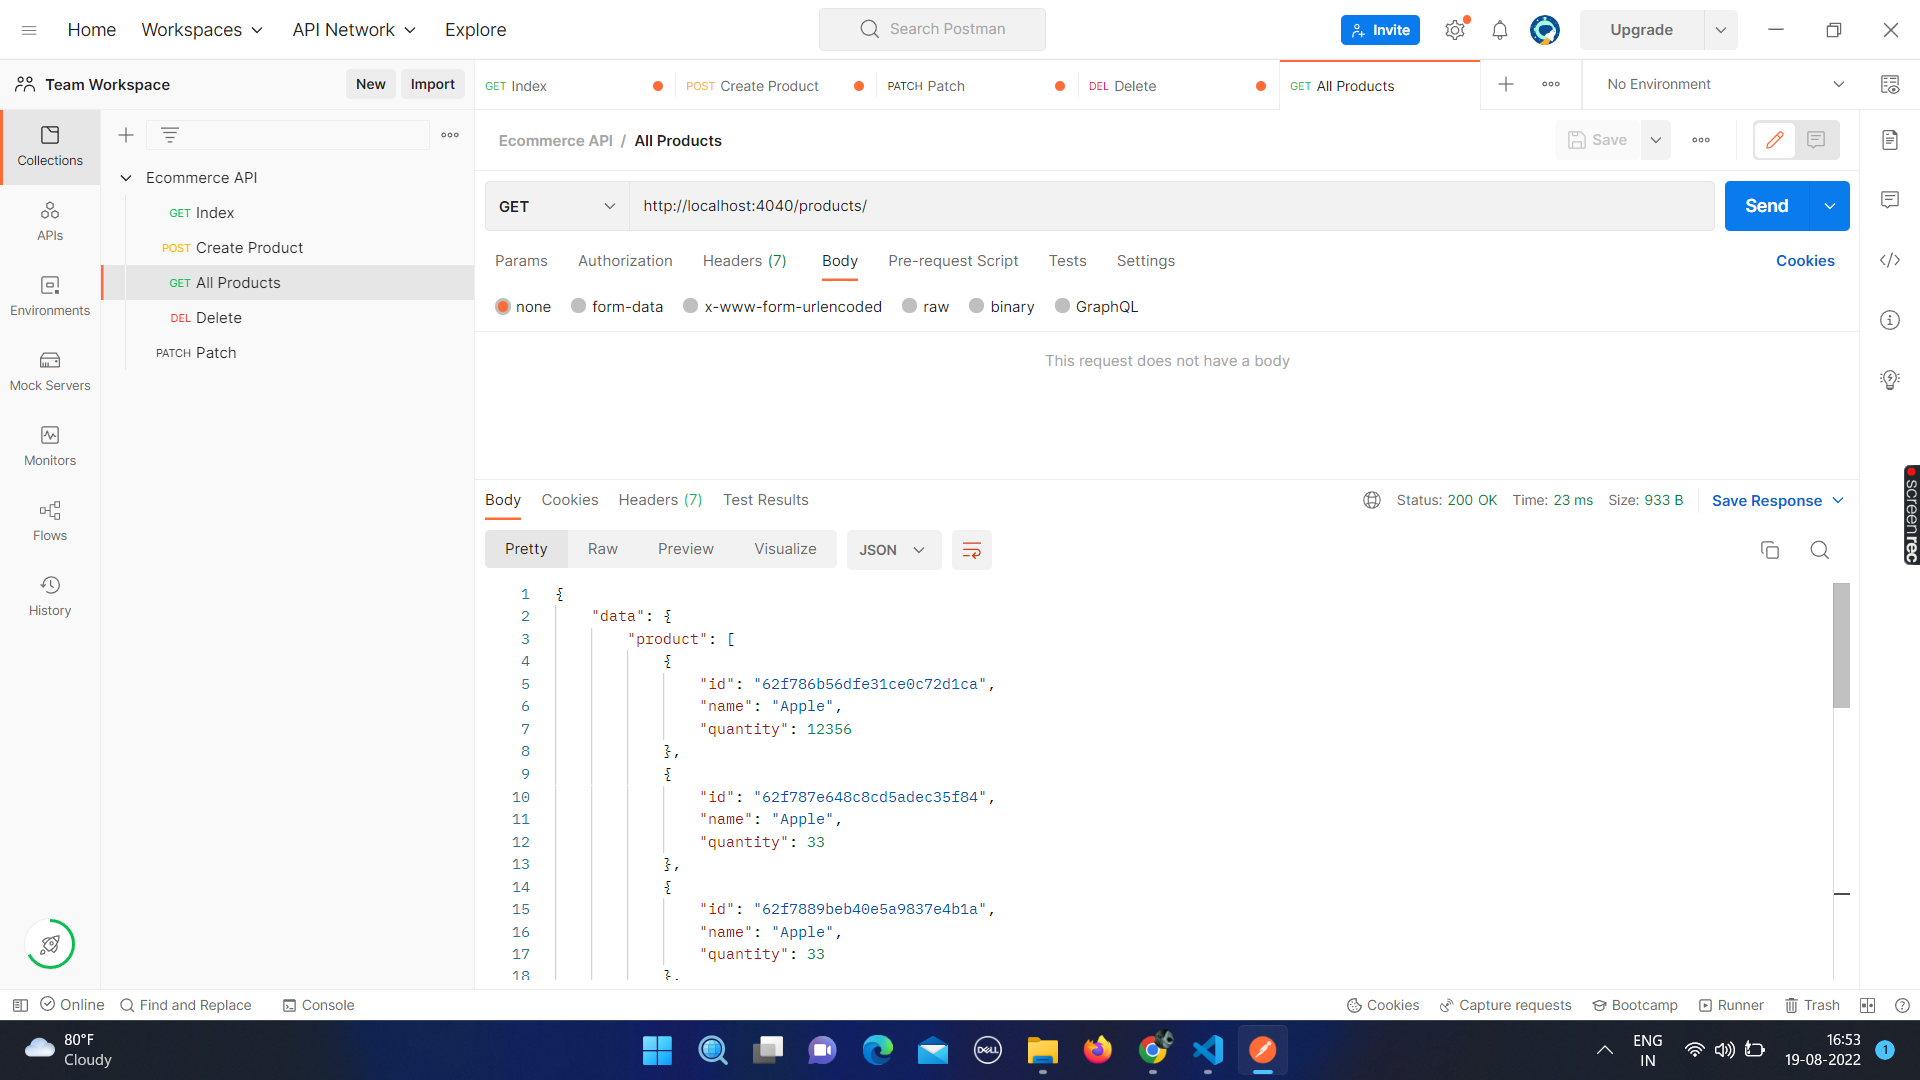 Home Workspaces API Network Explore Search Postman Invite Upgrade
Team Workspace New Import GET Index POST Create Product PATCH Patch DEL Delete GET All Products No Environment
Collections
APIs
Environments
Mock Servers
Monitors
Flows
History
Ecommerce API
GET Index
POST Create Product
GET All Products
DEL Delete
PATCH Patch
Ecommerce API / All Products Save
GET http://localhost:4040/products/ Send
Params Authorization Headers (7) Body Pre-request Script Tests Settings Cookies
none form-data x-www-form-urlencoded raw binary GraphQL
This request does not have a body
Body Cookies Headers (7) Test Results Status: 200 OK Time: 23 ms Size: 933 B Save Response
Pretty Raw Preview Visualize JSON
1 {
2 "data": {
3 "product": [
4 {
5 "id": "62f786b56dfe31ce0c72d1ca",
6 "name": "Apple",
7 "quantity": 12356
8 },
9 {
10 "id": "62f787e648c8cd5adec35f84",
11 "name": "Apple",
12 "quantity": 33
13 },
14 {
15 "id": "62f7889beb40e5a9837e4b1a",
16 "name": "Apple",
17 "quantity": 33
18 },
screenrec
Online Find and Replace Console Cookies Capture requests Bootcamp Runner Trash
80°F
Cloudy
DELL
ENG
IN
16:53
19-08-2022
1